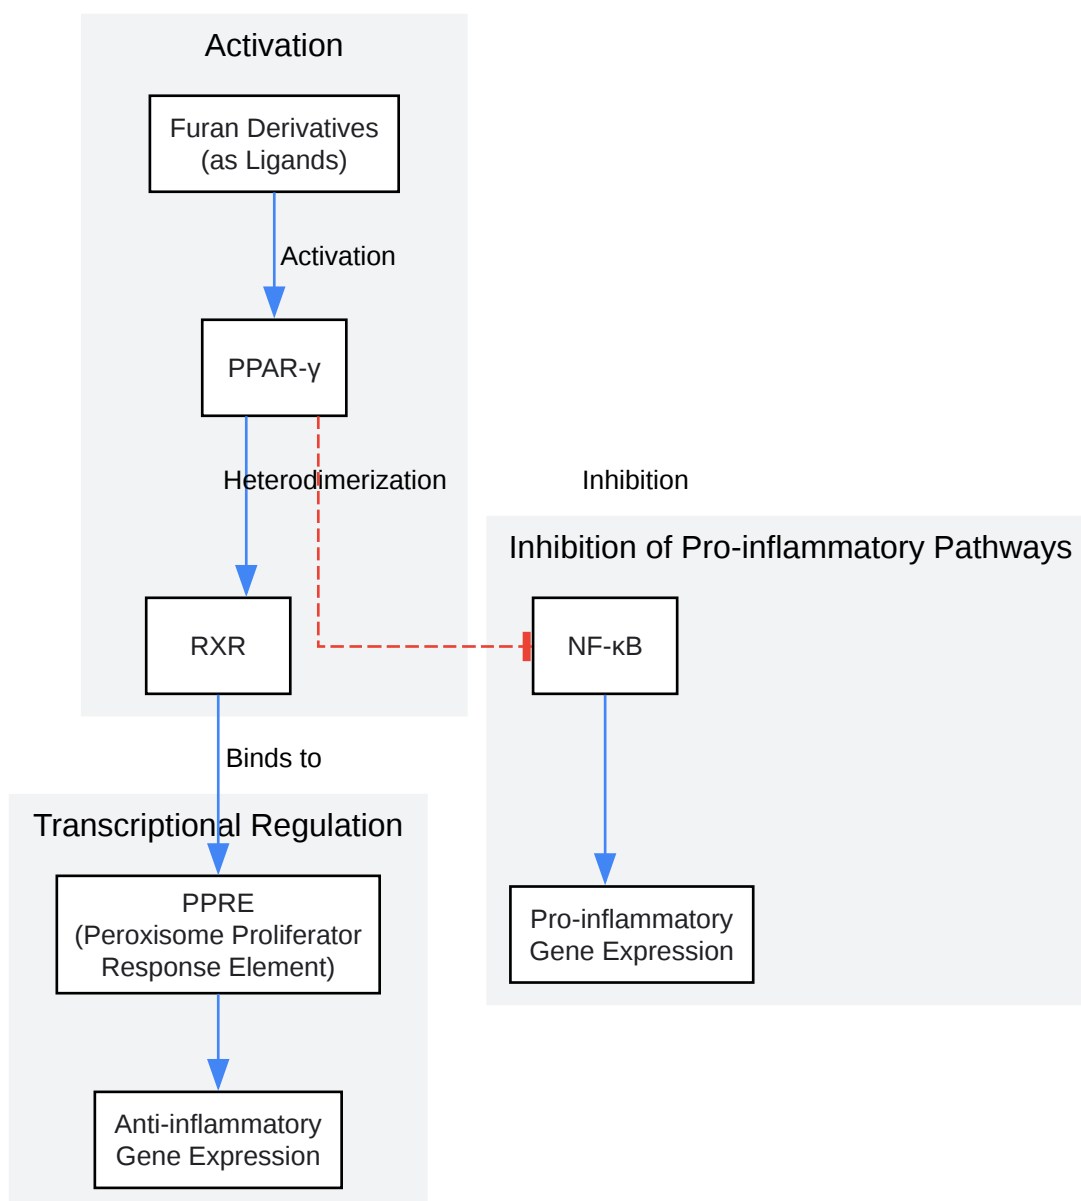 Activation
Furan Derivatives
(as Ligands)
Activation
PPAR-γ
Heterodimerization
Inhibition
Inhibition of Pro-inflammatory Pathways
RXR
NF-κB
Binds to
Transcriptional Regulation
PPRE
(Peroxisome Proliferator
Response Element)
Pro-inflammatory
Gene Expression
Anti-inflammatory
Gene Expression